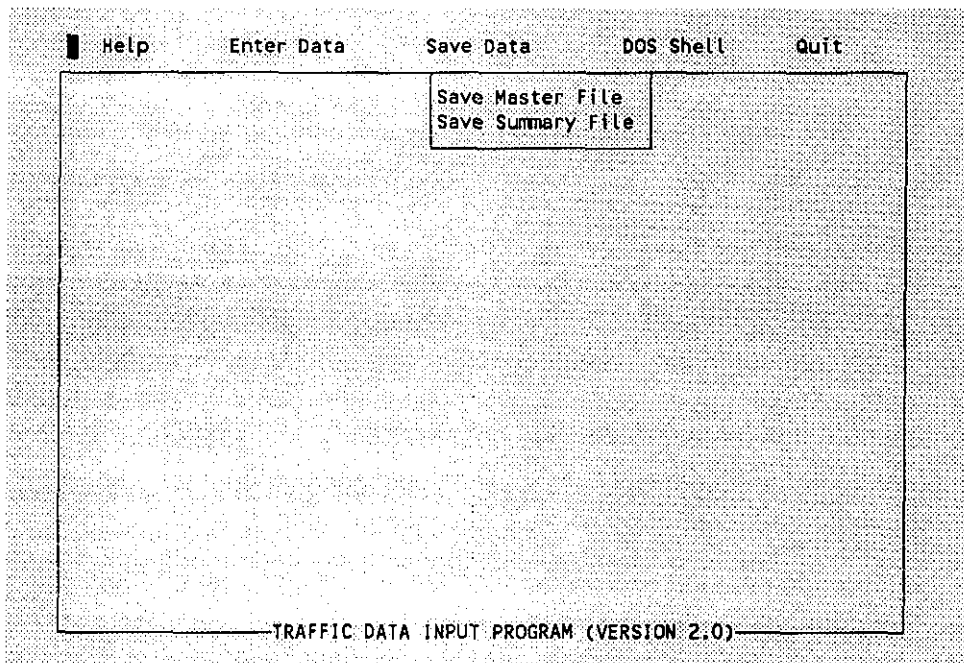 Help Enter Data Save Data DOS Shell Quit
Save Master File
Save Summary File
TRAFFIC DATA INPUT PROGRAM (VERSION 2.0)